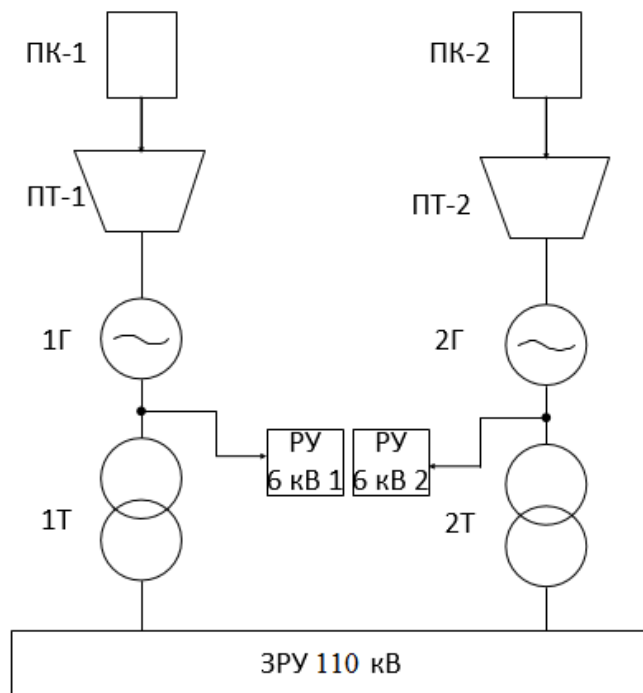 ПК-1
ПК-2
ПТ-1
ПТ-2
1Г
2Г
РУ
6 кВ 1
РУ
6 кВ 2
1Т
2Т
ЗРУ 110 кВ